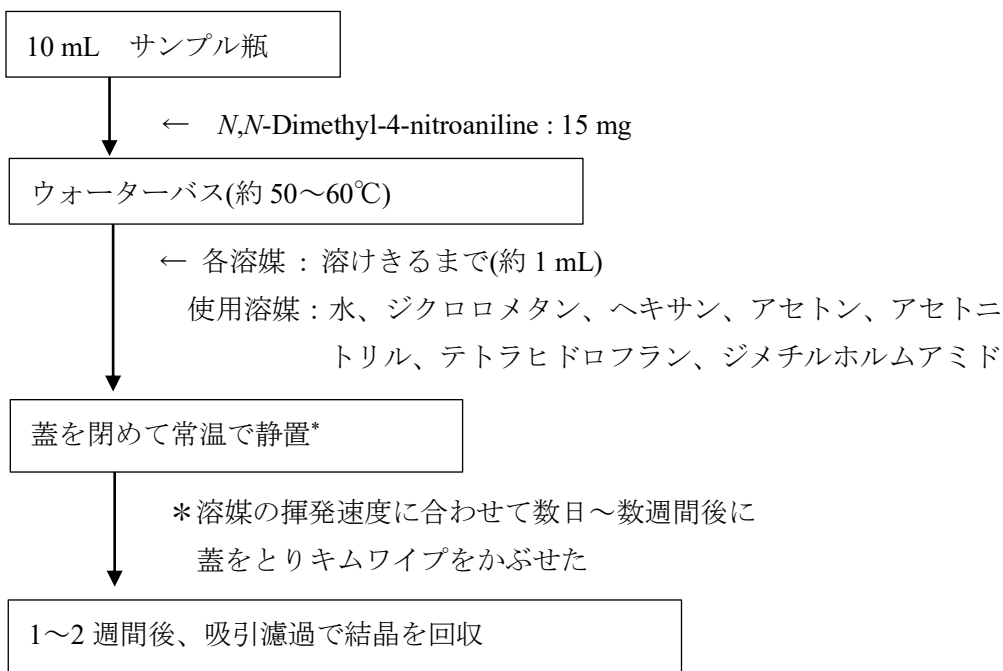 10 mL　サンプル瓶
←　N,N-Dimethyl-4-nitroaniline : 15 mg
ウォーターバス(約 50～60℃)
← 各溶媒 : 溶けきるまで(約 1 mL)
使用溶媒 : 水、ジクロロメタン、ヘキサン、アセトン、アセトニ
トリル、テトラヒドロフラン、ジメチルホルムアミド
蓋を閉めて常温で静置*
＊溶媒の揮発速度に合わせて数日～数週間後に
蓋をとりキムワイプをかぶせた
1～2 週間後、吸引濾過で結晶を回収